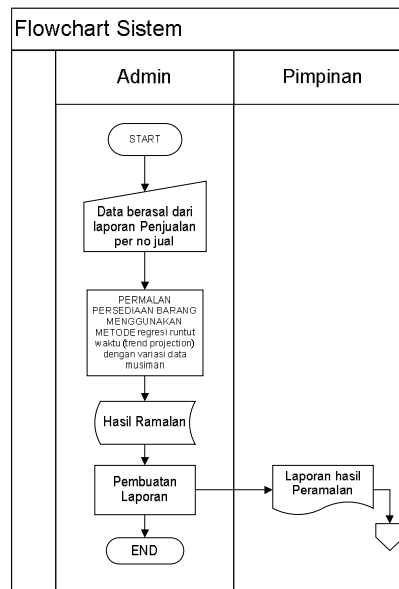 Flowchart Sistem
Admin
Pimpinan
START
Data berasal dari
laporan Penjualan
per no jual
PERMALAN
PERSEDIAAN BARANG
MENGGUNAKAN
METODE regresi runtut
waktu (trend projection)
dengan variasi data
musiman
Hasil Ramalan
Pembuatan
Laporan
Laporan hasil
Peramalan
END